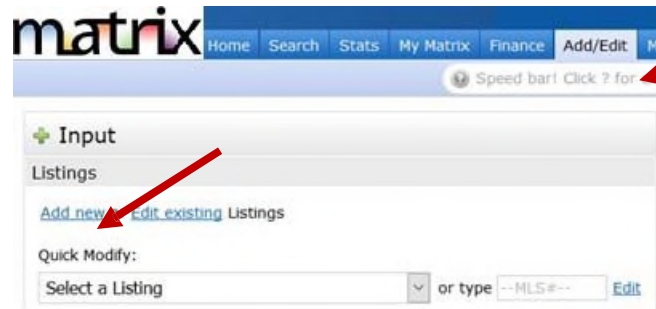 matrix Home Search Stats My Matrix Finance Add/Edit M
Speed bar! Click ? for
Input
Listings
Add new Edit existing Listings
Quick Modify:
Select a Listing or type --MLS#-- Edit